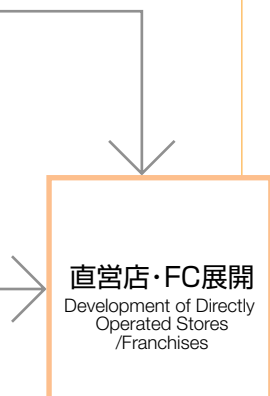 直営店・FC展開
Development of Directly
Operated Stores
/Franchises